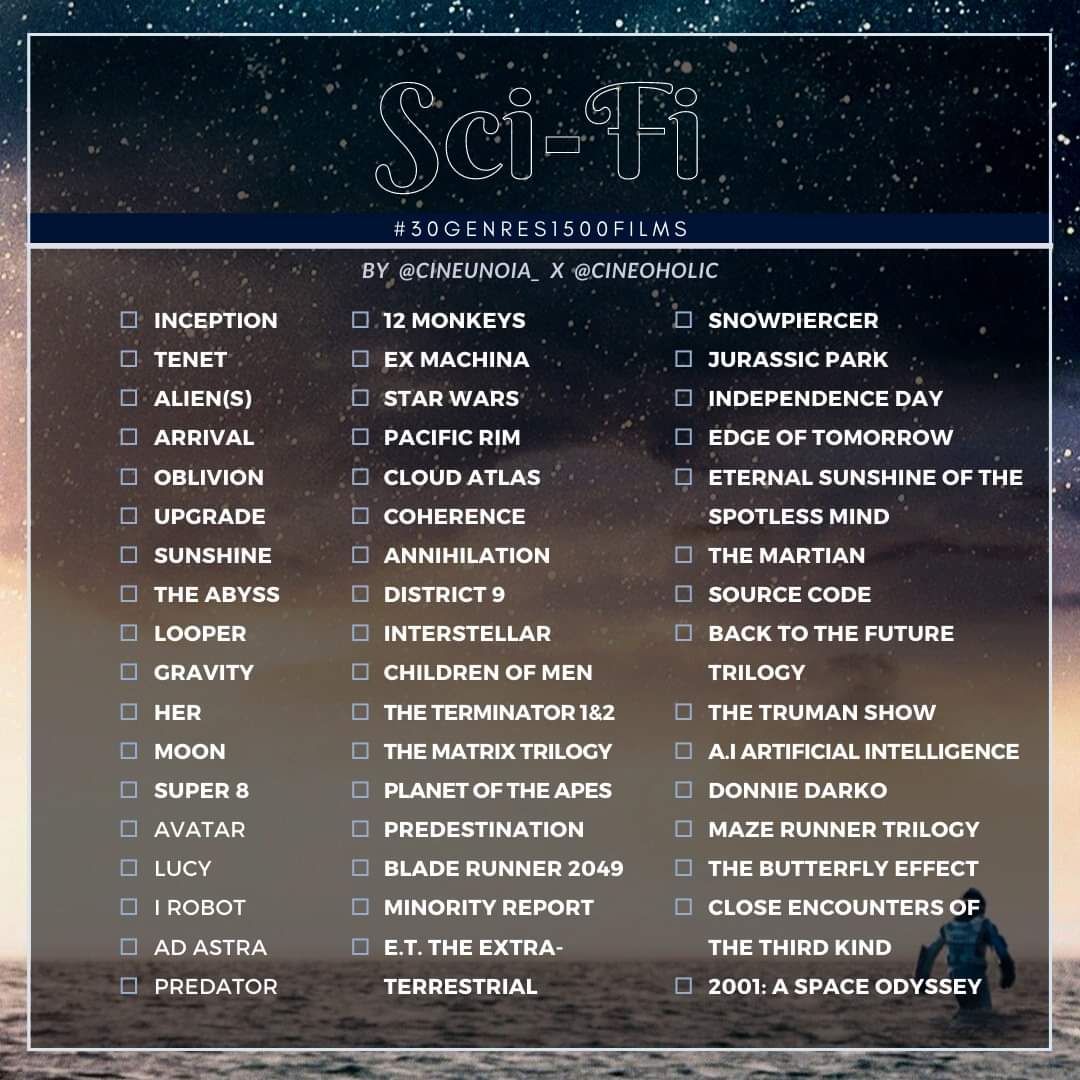 Sci-Fi
#30GENRES1500FILMS
BY @CINEUNOIA_ X @CINEOHOLIC
INCEPTION
TENET
ALIEN(S)
ARRIVAL
OBLIVION
UPGRADE
SUNSHINE
THE ABYSS
LOOPER
GRAVITY
HER
MOON
SUPER 8
AVATAR
LUCY
I ROBOT
AD ASTRA
PREDATOR
12 MONKEYS
EX MACHINA
STAR WARS
PACIFIC RIM
CLOUD ATLAS
COHERENCE
ANNIHILATION
DISTRICT 9
INTERSTELLAR
CHILDREN OF MEN
THE TERMINATOR 1&2
THE MATRIX TRILOGY
PLANET OF THE APES
PREDESTINATION
BLADE RUNNER 2049
MINORITY REPORT
E.T. THE EXTRA-
TERRESTRIAL
SNOWPIERCER
JURASSIC PARK
INDEPENDENCE DAY
EDGE OF TOMORROW
ETERNAL SUNSHINE OF THE
SPOTLESS MIND
THE MARTIAN
SOURCE CODE
BACK TO THE FUTURE
TRILOGY
THE TRUMAN SHOW
A.I ARTIFICIAL INTELLIGENCE
DONNIE DARKO
MAZE RUNNER TRILOGY
THE BUTTERFLY EFFECT
CLOSE ENCOUNTERS OF
THE THIRD KIND
2001: A SPACE ODYSSEY